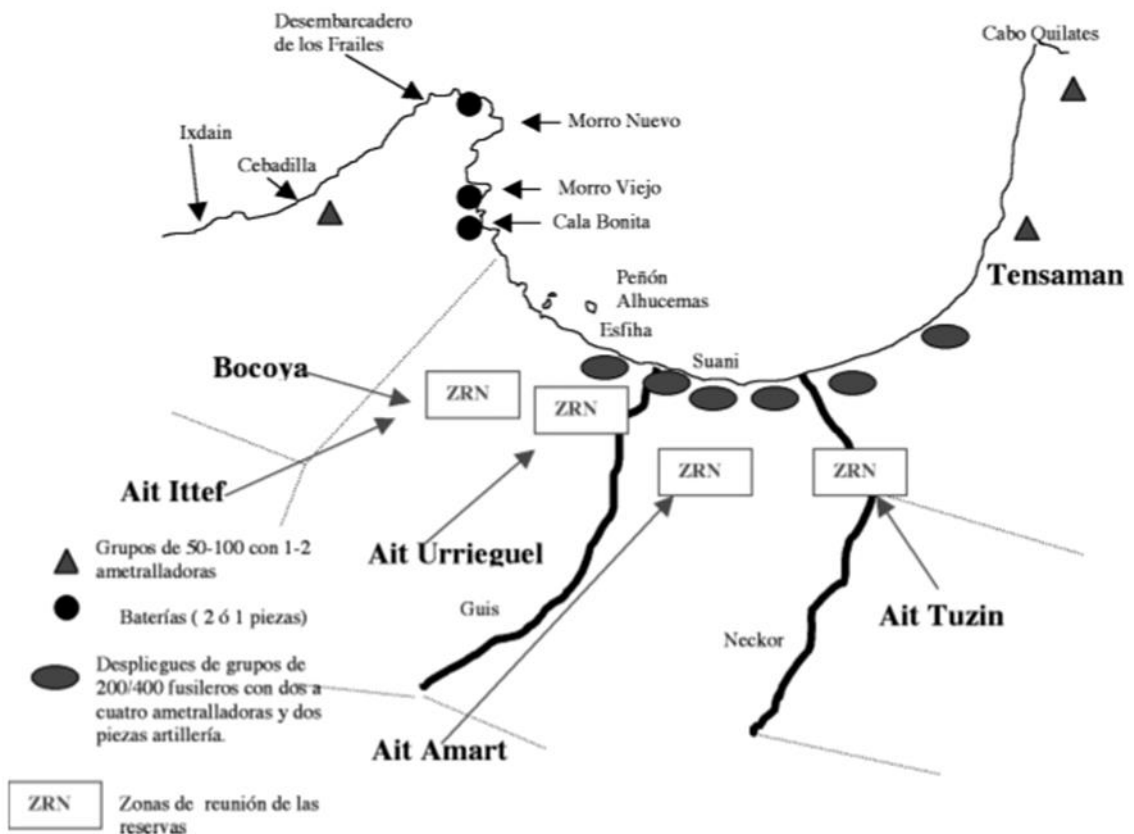 Desembarcadero
de los Frailes
Cabo Quilates
Ixdain
Morro Nuevo
Cebadilla
Morro Viejo
Cala Bonita
Peñón
Alhucemas
Tensaman
Esfiha
Suani
Bocoya
ZRN
ZRN
ZRN
ZRN
Ait Ittef
Ait Urrieguel
Grupos de 50-100 con 1-2
ametralladoras
Guis
Baterías ( 2 ó 1 piezas)
Ait Tuzin
Neckor
Despliegues de grupos de
200/400 fusileros con dos a
cuatro ametralladoras y dos
piezas artillería.
Ait Amart
ZRN
Zonas de reunión de las
reservas